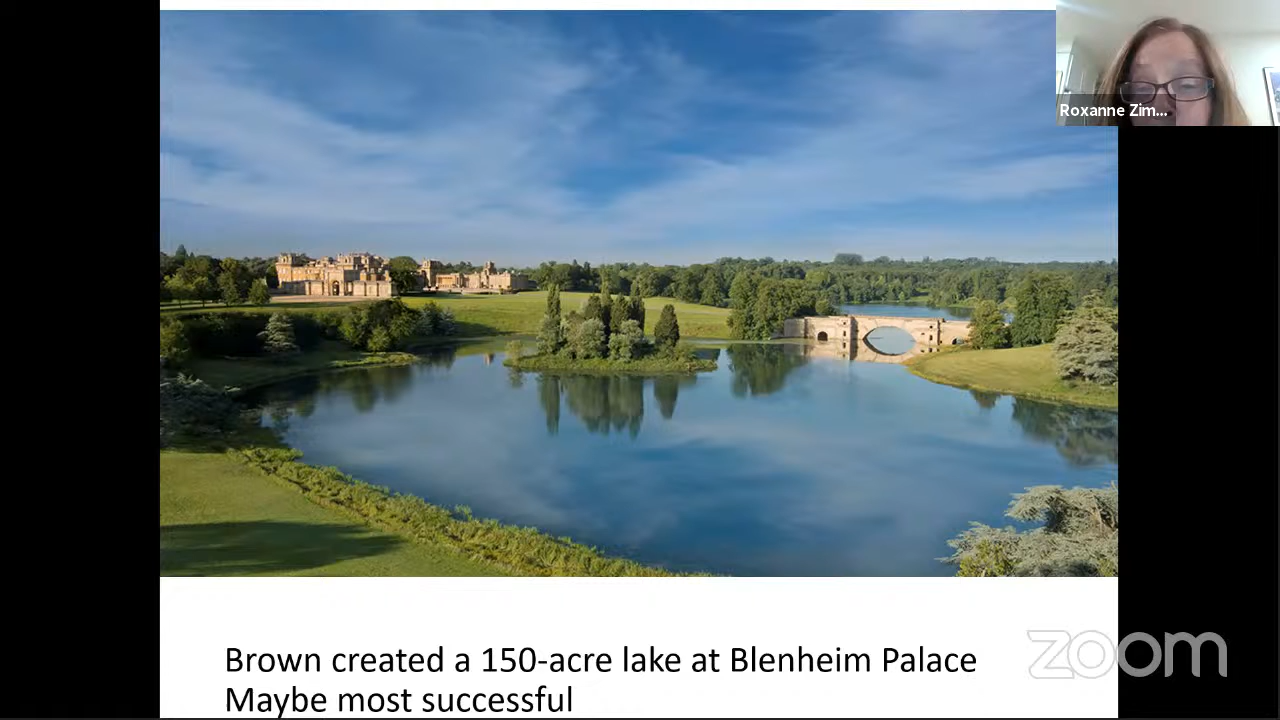 Roxanne Zim...
Brown created a 150-acre lake at Blenheim Palace
Maybe most successful
zoom